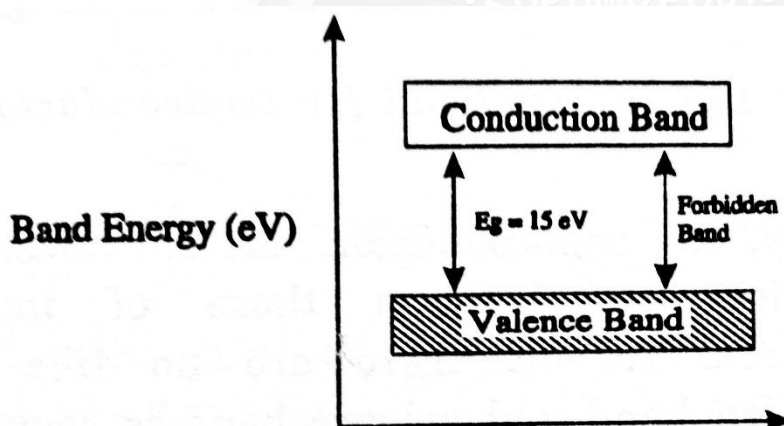 Conduction Band
Band Energy (eV)
Eg = 15 eV
Forbidden
Band
Valence Band